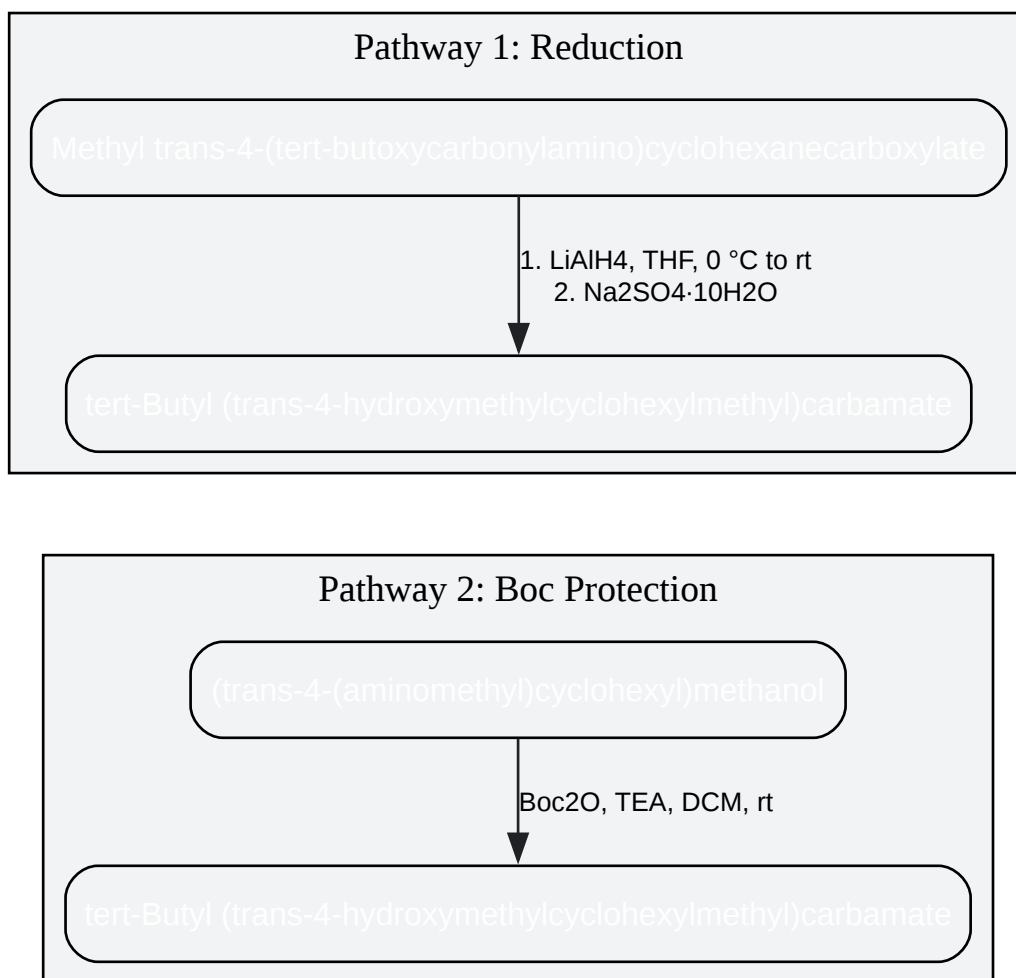 Pathway 1: Reduction
Methyl trans-4-(tert-butoxycarbonylamino)cyclohexanecarboxylate
1. LiAlH4, THF, 0 °C to rt
2. Na2SO4·10H2O
tert-Butyl (trans-4-hydroxymethylcyclohexylmethyl)carbamate
Pathway 2: Boc Protection
(trans-4-(aminomethyl)cyclohexyl)methanol
Boc2O, TEA, DCM, rt
tert-Butyl (trans-4-hydroxymethylcyclohexylmethyl)carbamate